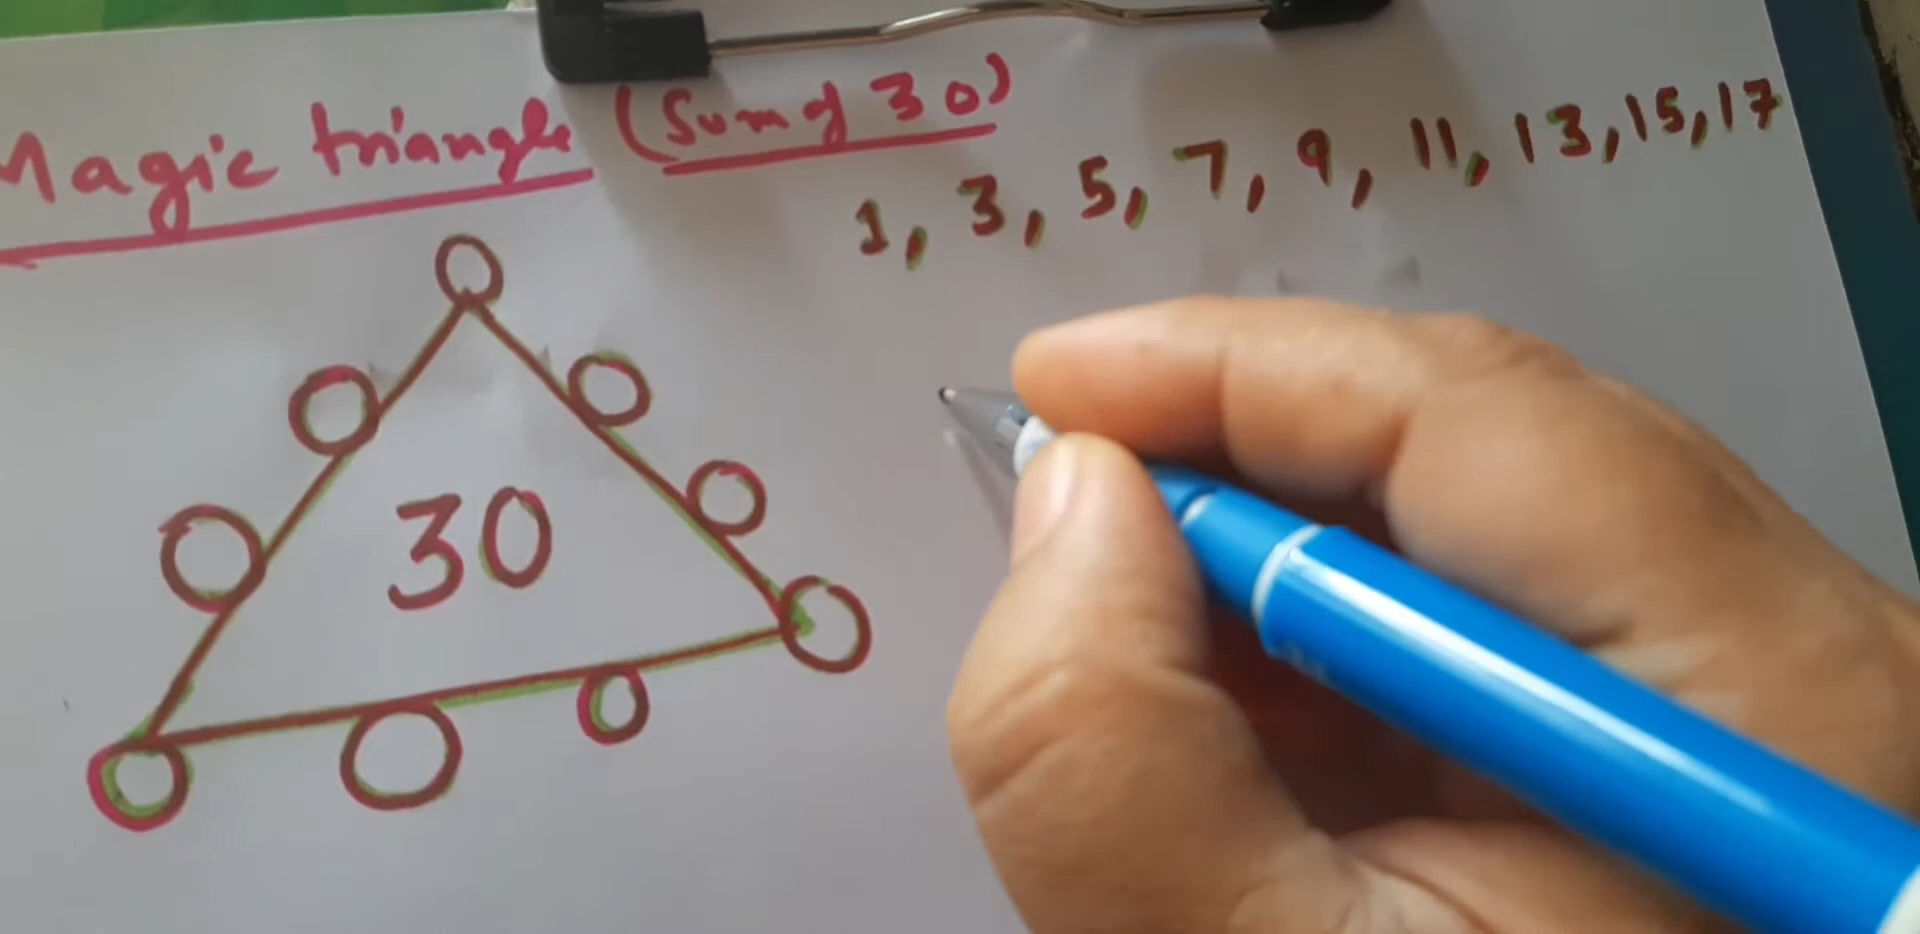 Magic triangle (Sum of 30)
1, 3, 5, 7, 9, 11, 13, 15, 17
30